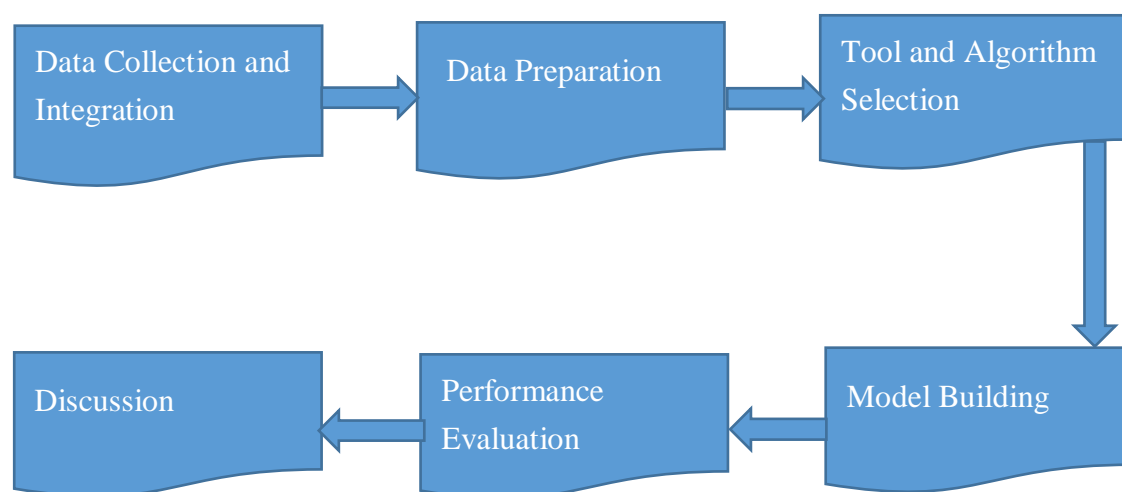 Data Collection and
Integration
Data Preparation
Tool and Algorithm
Selection
Discussion
Performance
Evaluation
Model Building